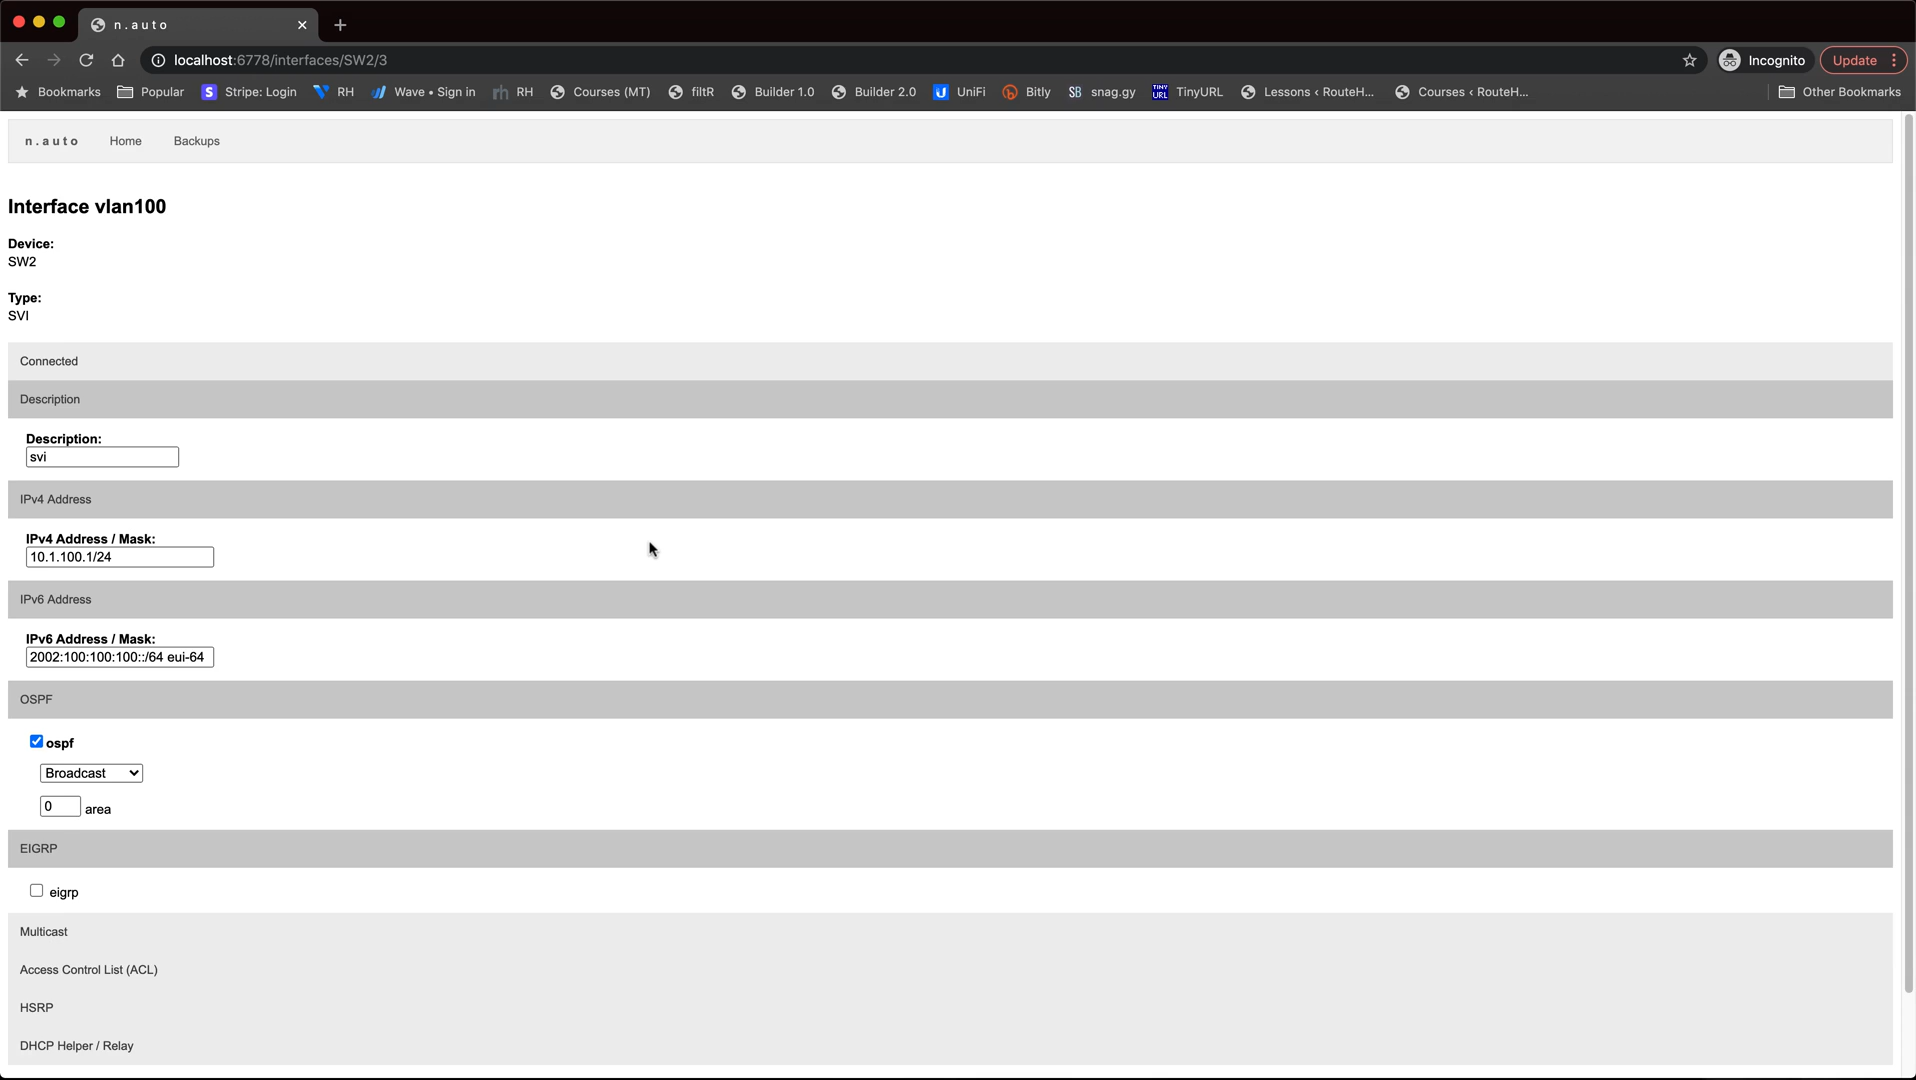 n.auto
localhost:6778/interfaces/SW2/3
Incognito
Update
Bookmarks
Popular
Stripe: Login
RH
Wave • Sign in
RH
Courses (MT)
filtR
Builder 1.0
Builder 2.0
UniFi
Bitly
snag.gy
TinyURL
Lessons ‹ RouteH...
Courses ‹ RouteH...
Other Bookmarks
n.auto
Home
Backups
Interface vlan100
Device:
SW2
Type:
SVI
Connected
Description
Description:
svi
IPv4 Address
IPv4 Address / Mask:
10.1.100.1/24
IPv6 Address
IPv6 Address / Mask:
2002:100:100:100::/64 eui-64
OSPF
ospf
Broadcast
0 area
EIGRP
eigrp
Multicast
Access Control List (ACL)
HSRP
DHCP Helper / Relay